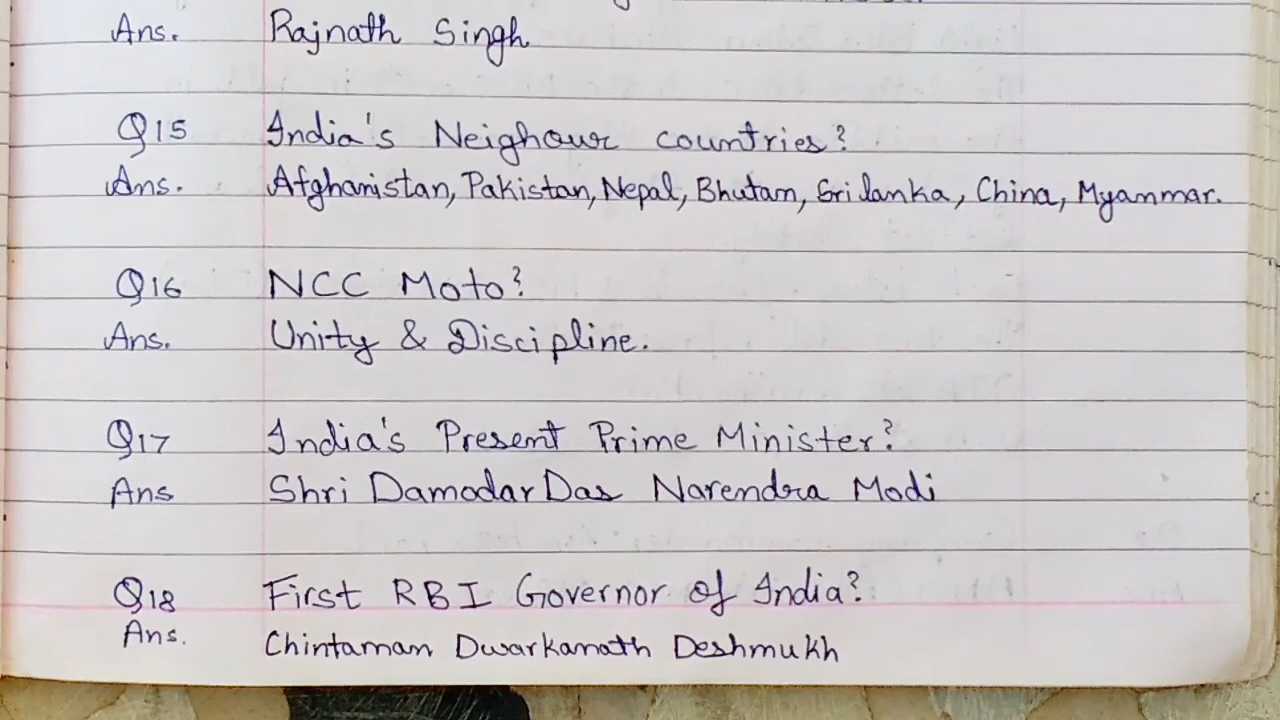 Ans. Rajnath Singh
Q15 India's Neighour countries?
Ans. Afghanistan, Pakistan, Nepal, Bhutan, Sri lanka, China, Myanmar.
Q16 NCC Moto?
Ans. Unity & Discipline.
Q17 India's Present Prime Minister?
Ans Shri Damodar Das Narendra Modi
Q18 First RBI Governor of India?
Ans. Chintaman Dwarkanath Deshmukh